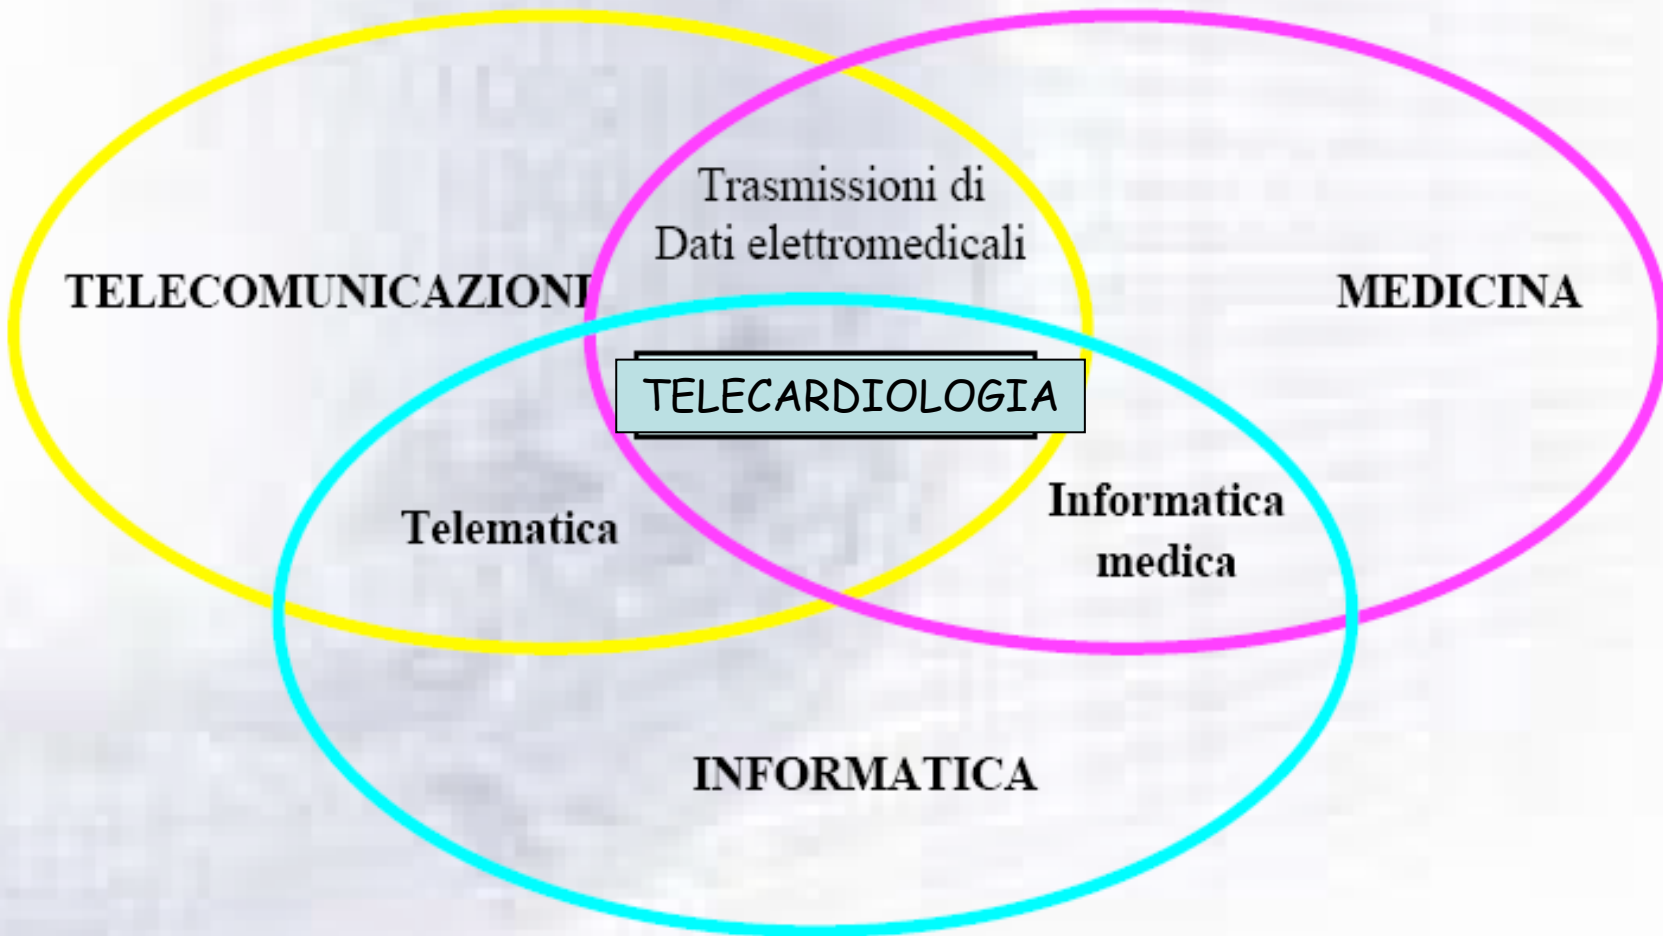 Trasmissioni di
Dati elettromedicali
TELECOMUNICAZIONI
MEDICINA
TELECARDIOLOGIA
Telematica
Informatica
medica
INFORMATICA